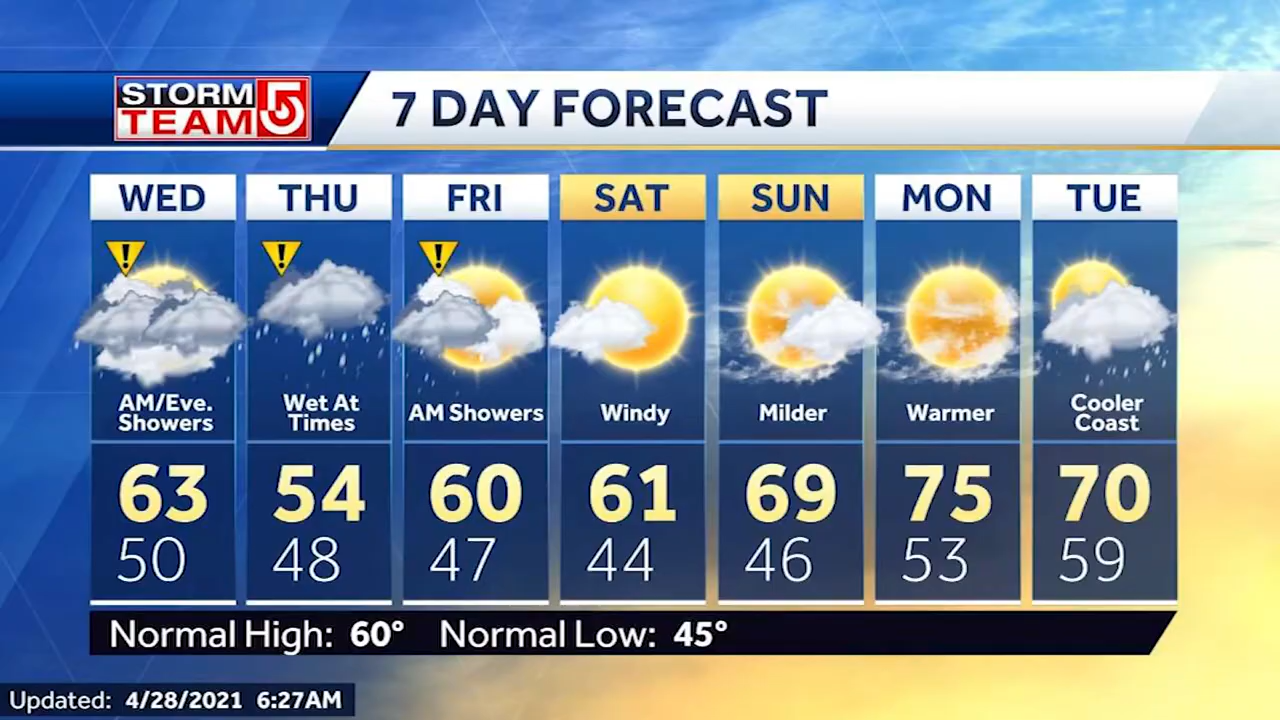 STORM
TEAM 5
7 DAY FORECAST
WED THU FRI SAT SUN MON TUE
! ! !
AM/Eve.
Showers
Wet At
Times
AM Showers
Windy
Milder
Warmer
Cooler
Coast
63 54 60 61 69 75 70
50 48 47 44 46 53 59
Normal High: 60° Normal Low: 45°
Updated: 4/28/2021 6:27AM